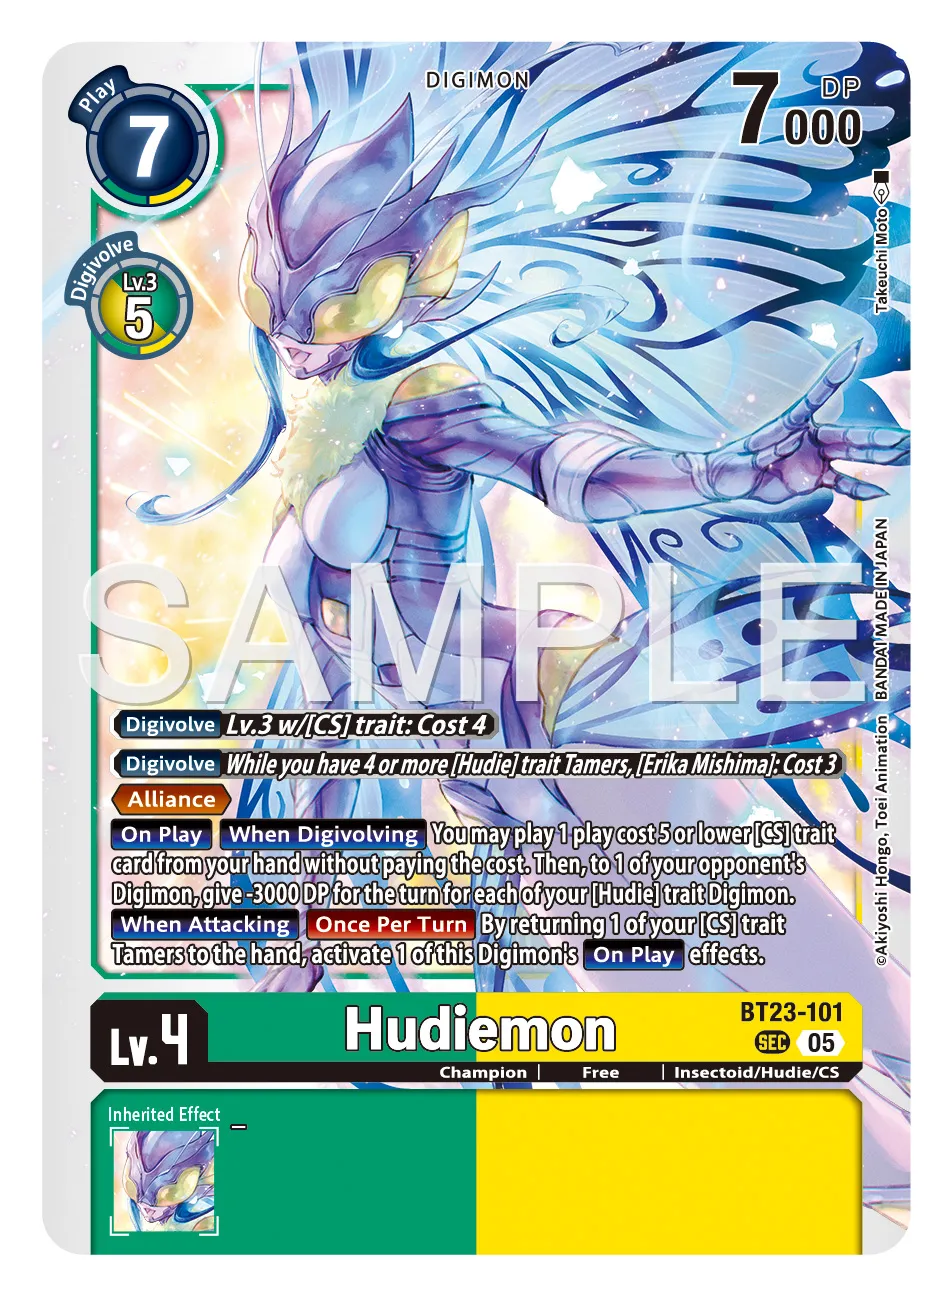 DIGIMON
Play
7
7000
DP
Digivolve
Lv.3
5
Takeuchi Moto
SAMPLE
©Akiyoshi Hongo, Toei Animation BANDAI MADE IN JAPAN
Digivolve Lv.3 w/[CS] trait: Cost 4
Digivolve While you have 4 or more [Hudie] trait Tamers, [Erika Mishima]: Cost 3
Alliance
On Play When Digivolving You may play 1 play cost 5 or lower [CS] trait
card from your hand without paying the cost. Then, to 1 of your opponent's
Digimon, give -3000 DP for the turn for each of your [Hudie] trait Digimon.
When Attacking Once Per Turn By returning 1 of your [CS] trait
Tamers to the hand, activate 1 of this Digimon's On Play effects.
Lv.4
Hudiemon
BT23-101
SEC 05
Champion | Free | Insectoid/Hudie/CS
Inherited Effect
–